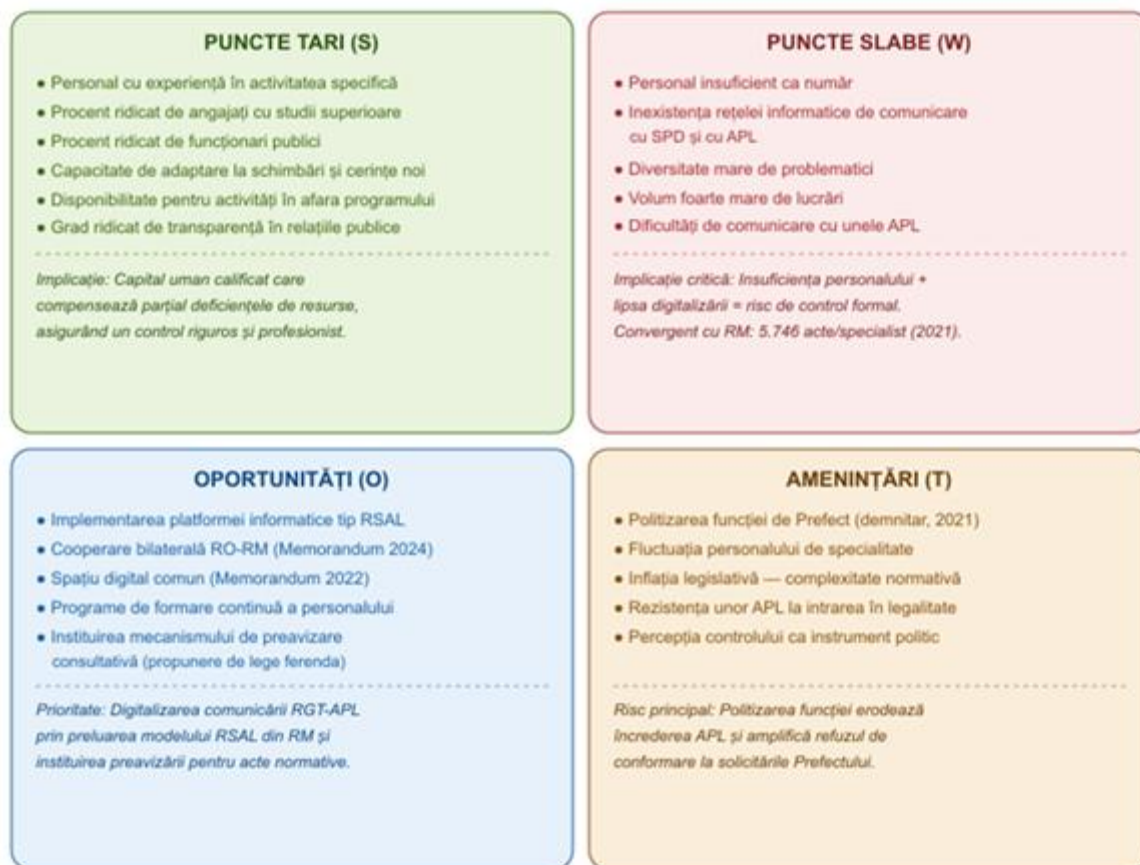 PUNCTE TARI (S)
● Personal cu experiență în activitatea specifică
● Procent ridicat de angajați cu studii superioare
● Procent ridicat de funcționari publici
● Capacitate de adaptare la schimbări și cerințe noi
● Disponibilitate pentru activități în afara programului
● Grad ridicat de transparență în relațiile publice
Implicație: Capital uman calificat care
compensează parțial deficiențele de resurse,
asigurând un control riguros și profesionist.
PUNCTE SLABE (W)
● Personal insuficient ca număr
● Inexistența rețelei informatice de comunicare
cu SPD și cu APL
● Diversitate mare de problematici
● Volum foarte mare de lucrări
● Dificultăți de comunicare cu unele APL
Implicație critică: Insuficiența personalului +
lipsa digitalizării = risc de control formal.
Convergent cu RM: 5.746 acte/specialist (2021).
OPORTUNITĂȚI (O)
● Implementarea platformei informatice tip RSAL
● Cooperare bilaterală RO-RM (Memorandum 2024)
● Spațiu digital comun (Memorandum 2022)
● Programe de formare continuă a personalului
● Instituirea mecanismului de preavizare
consultativă (propunere de lege ferenda)
Prioritate: Digitalizarea comunicării RGT-APL
prin preluarea modelului RSAL din RM și
instituirea preavizării pentru acte normative.
AMENINȚĂRI (T)
● Politizarea funcției de Prefect (demnitar, 2021)
● Fluctuația personalului de specialitate
● Inflația legislativă — complexitate normativă
● Rezistența unor APL la intrarea în legalitate
● Percepția controlului ca instrument politic
Risc principal: Politizarea funcției erodează
încrederea APL și amplifică refuzul de
conformare la solicitările Prefectului.